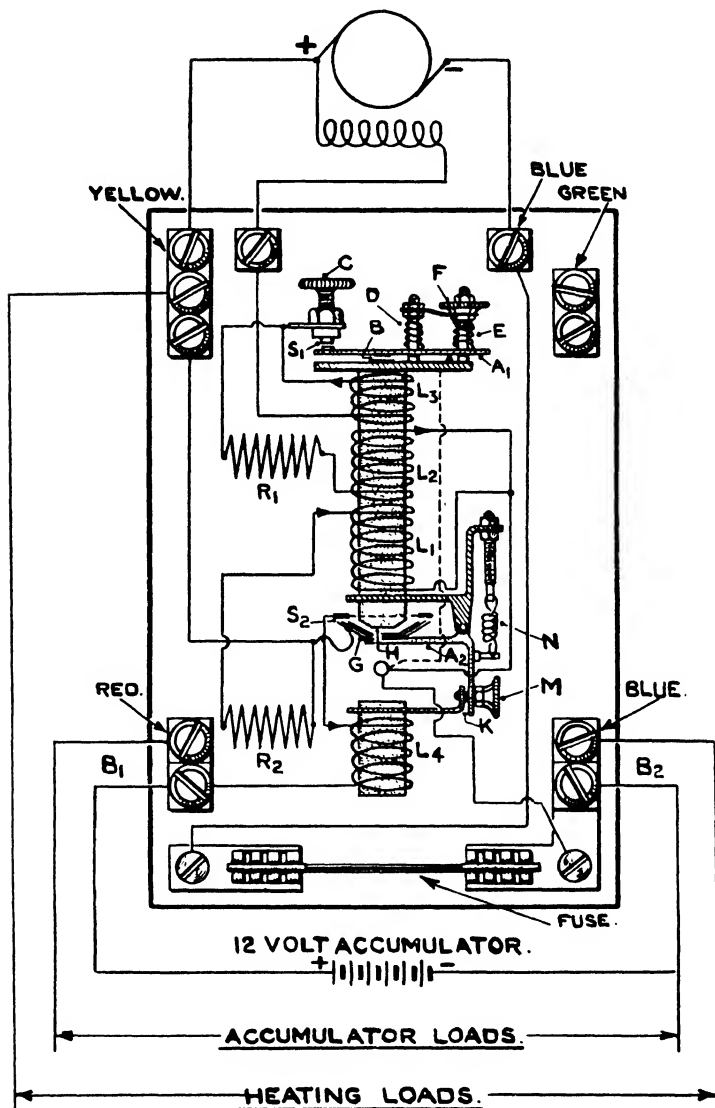 + -
YELLOW.
BLUE
GREEN
C
D F
B E
S1
A1
L3
R1
L2
L1
S2
G H A2
N
M
K
RED.
BLUE.
B1 R2 L4 B2
FUSE.
12 VOLT ACCUMULATOR.
+ -
ACCUMULATOR LOADS.
HEATING LOADS.